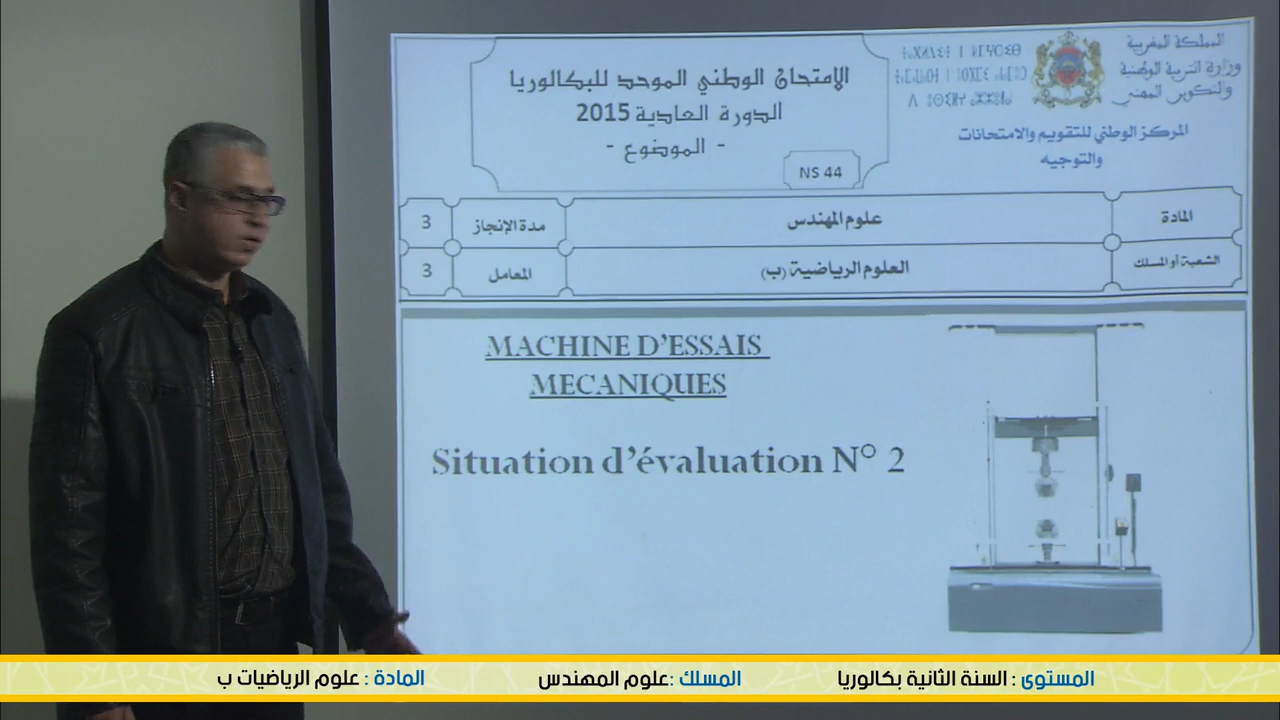 المملكة المغربية
وزارة التربية الوطنية
والتكوين المهني
المركز الوطني للتقويم والامتحانات
والتوجيه
الامتحان الوطني الموحد للبكالوريا
الدورة العادية 2015
- الموضوع -
NS 44
المادة
علوم المهندس
مدة الإنجاز
3
الشعبة أو المسلك
العلوم الرياضية (ب)
المعامل
3
MACHINE D'ESSAIS
MECANIQUES
Situation d'évaluation N° 2
المستوى : السنة الثانية بكالوريا
المسلك :علوم المهندس
المادة : علوم الرياضيات ب